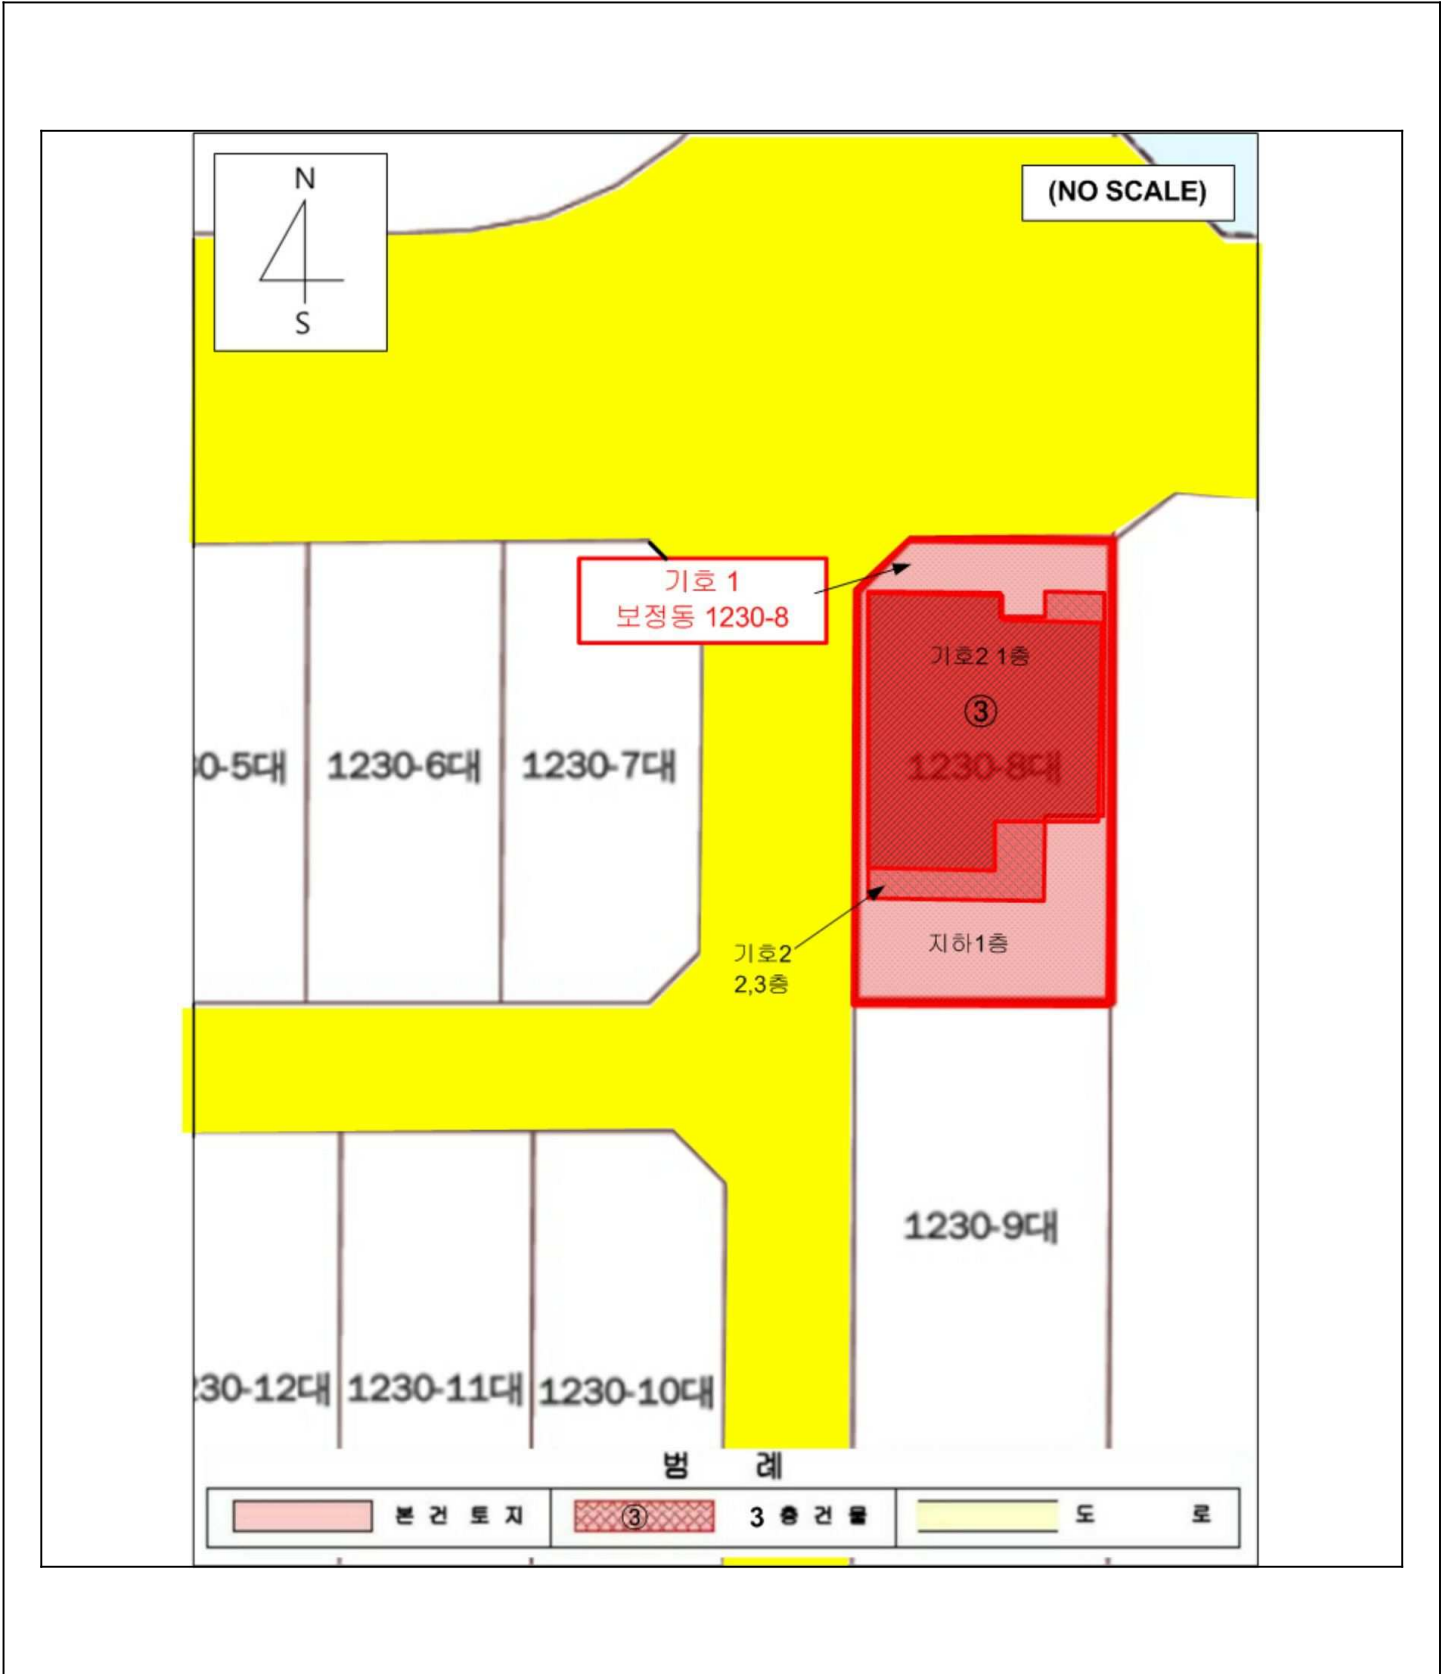 N
S
(NO SCALE)
기호 1
보정동 1230-8
기호2 1층
③
0-5대
1230-6대
1230-7대
1230-8대
기호2
2,3층
지하1층
1230-9대
230-12대
1230-11대
1230-10대
범 례
본 건 토 지
③
3 층 건 물
도 로